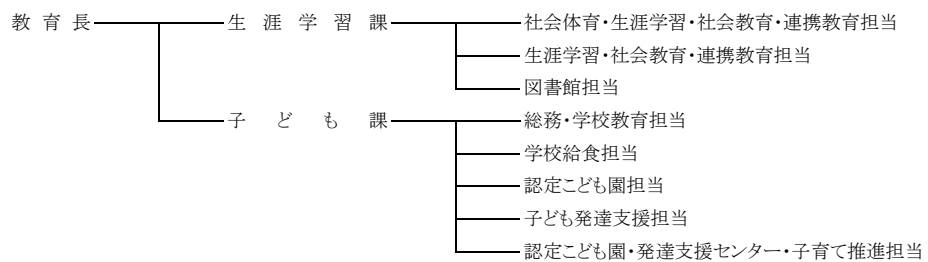 教育長 生涯学習課 社会体育・生涯学習・社会教育・連携教育担当
生涯学習・社会教育・連携教育担当
図書館担当
子ども課 総務・学校教育担当
学校給食担当
認定こども園担当
子ども発達支援担当
認定こども園・発達支援センター・子育て推進担当